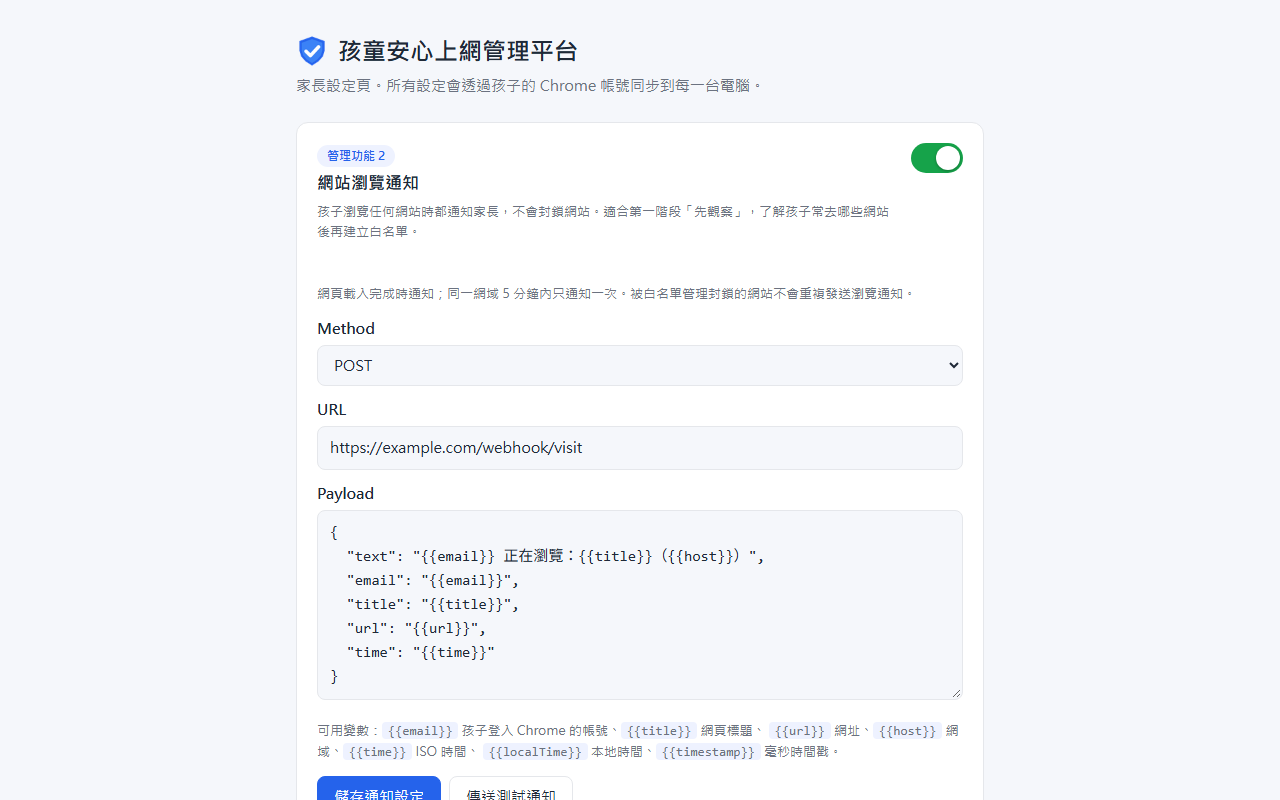 孩童安心上網管理平台
家長設定頁。所有設定會透過孩子的 Chrome 帳號同步到每一台電腦。
管理功能 2
網站瀏覽通知
孩子瀏覽任何網站時都通知家長，不會封鎖網站。適合第一階段「先觀察」，了解孩子常去哪些網站
後再建立白名單。
網頁載入完成時通知；同一網域 5 分鐘內只通知一次。被白名單管理封鎖的網站不會重複發送瀏覽通知。
Method
POST
URL
https://example.com/webhook/visit
Payload
{
  "text": "{{email}} 正在瀏覽：{{title}}（{{host}}）",
  "email": "{{email}}",
  "title": "{{title}}",
  "url": "{{url}}",
  "time": "{{time}}"
}
可用變數：{{email}} 孩子登入 Chrome 的帳號、{{title}} 網頁標題、{{url}} 網址、{{host}} 網
域、{{time}} ISO 時間、{{localTime}} 本地時間、{{timestamp}} 毫秒時間戳。
儲存通知設定 傳送測試通知